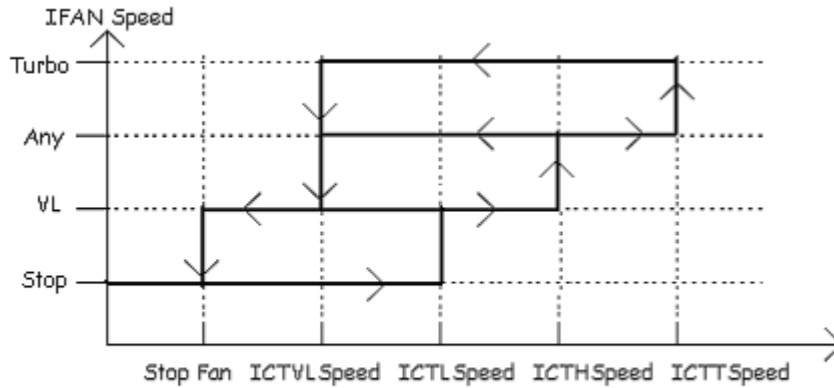 IFAN Speed
Turbo
Any
VL
Stop
Stop Fan ICTVLSpeed ICTLSpeed ICTHSpeed ICTTSpeed